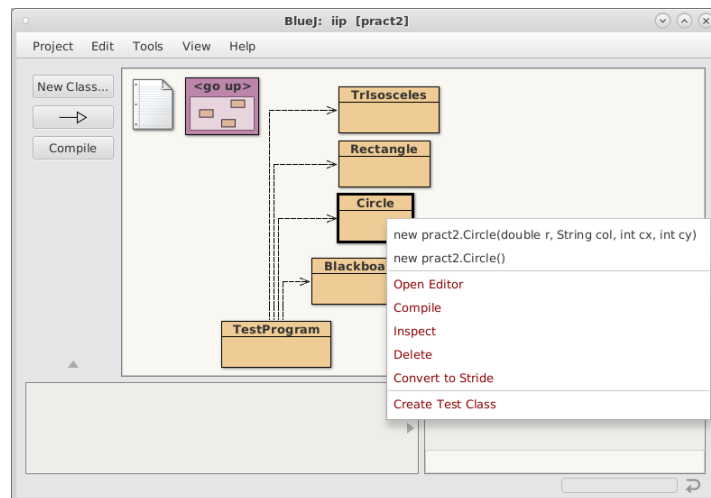 BlueJ: iip [pract2]
Project Edit Tools View Help
New Class...
Compile
<go up>
TrIsosceles
Rectangle
Circle
Blackboa
TestProgram
new pract2.Circle(double r, String col, int cx, int cy)
new pract2.Circle()
Open Editor
Compile
Inspect
Delete
Convert to Stride
Create Test Class